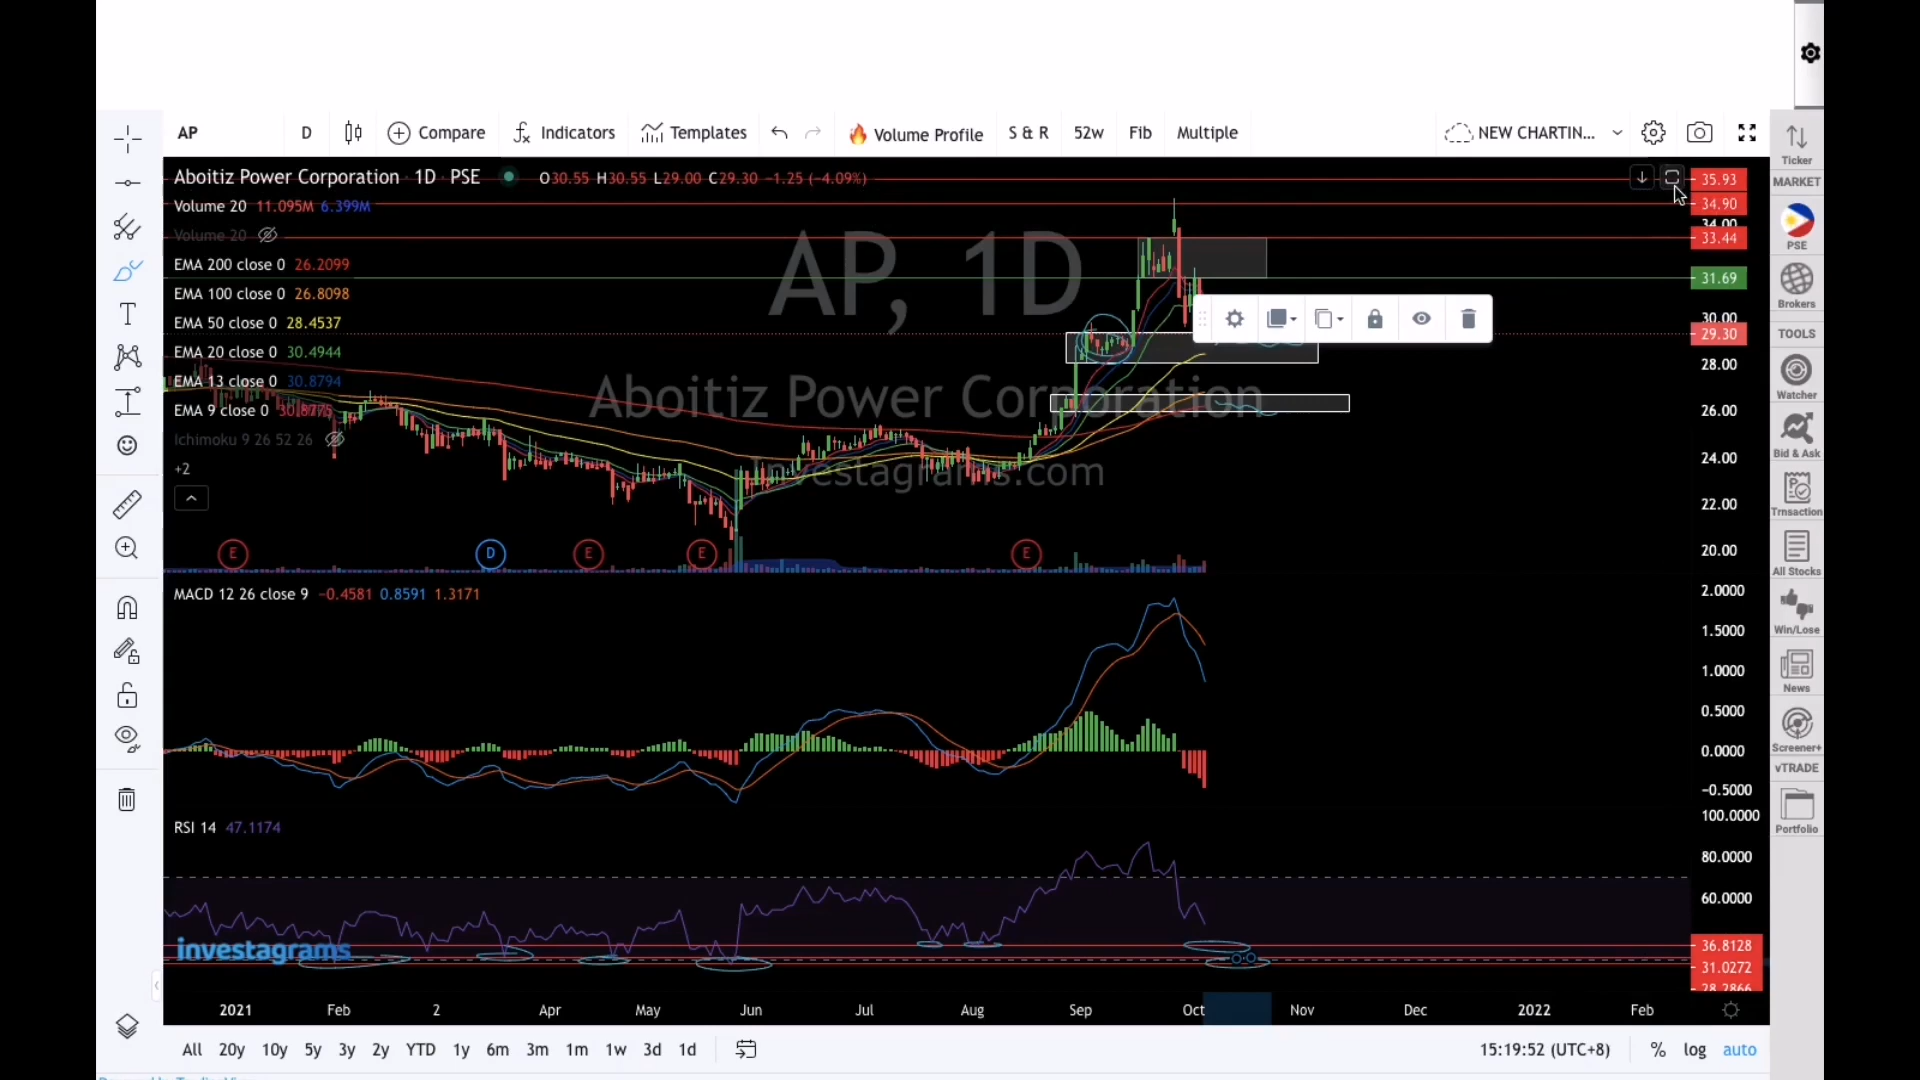 AP D Compare Indicators Templates Volume Profile S & R 52w Fib Multiple NEW CHARTIN...
Aboitiz Power Corporation · 1D · PSE O30.55 H30.55 L29.00 C29.30 −1.25 (−4.09%)
Volume 20 11.095M 6.399M
Volume 20
EMA 200 close 0 26.2099
EMA 100 close 0 26.8098
EMA 50 close 0 28.4537
EMA 20 close 0 30.4944
EMA 13 close 0 30.8794
EMA 9 close 0 30.8775
Ichimoku 9 26 52 26
+2
AP, 1D
Aboitiz Power Corporation
Investagrams.com
E D E E E
35.93
34.90
34.00
33.44
31.69
30.00
29.30
28.00
26.00
24.00
22.00
20.00
MACD 12 26 close 9 −0.4581 0.8591 1.3171
2.0000
1.5000
1.0000
0.5000
0.0000
−0.5000
RSI 14 47.1174
100.0000
80.0000
60.0000
36.8128
31.0272
28.2866
investagrams
2021 Feb 2 Apr May Jun Jul Aug Sep Oct Nov Dec 2022 Feb
All 20y 10y 5y 3y 2y YTD 1y 6m 3m 1m 1w 3d 1d 15:19:52 (UTC+8) % log auto
Ticker
MARKET
PSE
Brokers
TOOLS
Watcher
Bid & Ask
Trnsaction
All Stocks
Win/Lose
News
Screener+
vTRADE
Portfolio